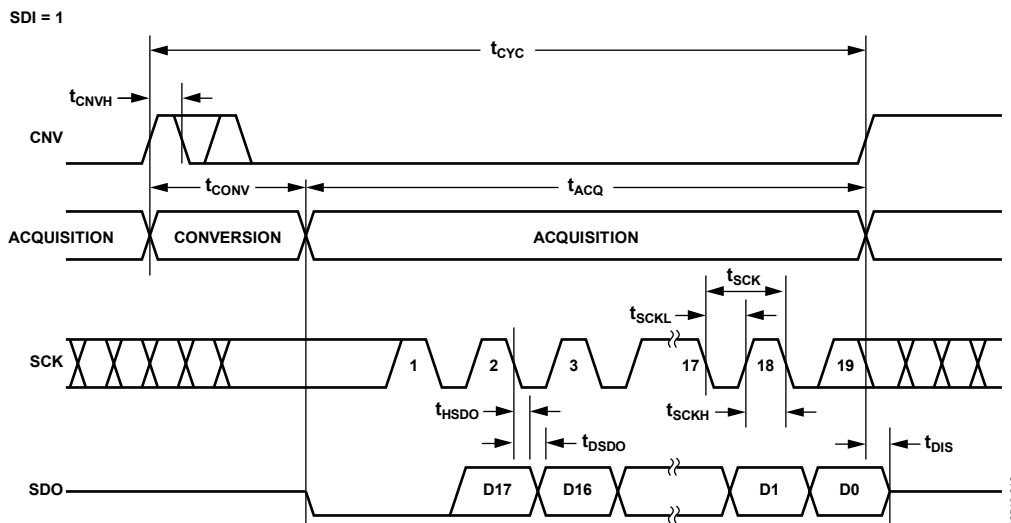 SDI = 1
tCYC
tCNVH
CNV
tCONV
tACQ
ACQUISITION CONVERSION ACQUISITION
tSCK
tSCKL
SCK 1 2 3 17 18 19
tHSDO tSCKH
tDSDO tDIS
SDO D17 D16 D1 D0